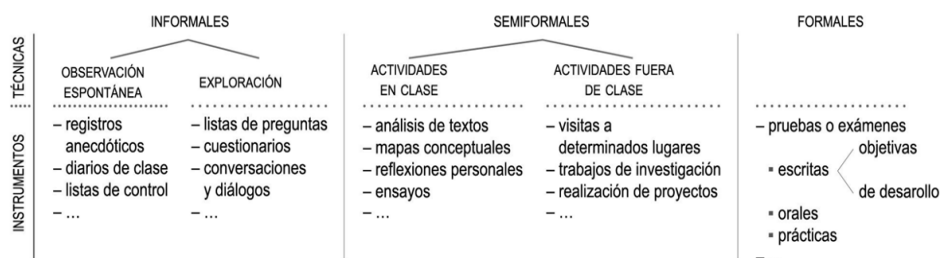 INFORMALES
SEMIFORMALES
FORMALES
TÉCNICAS
OBSERVACIÓN
ESPONTÁNEA
EXPLORACIÓN
ACTIVIDADES
EN CLASE
ACTIVIDADES FUERA
DE CLASE
INSTRUMENTOS
– registros
anecdóticos
– diarios de clase
– listas de control
– ...
– listas de preguntas
– cuestionarios
– conversaciones
y diálogos
– ...
– análisis de textos
– mapas conceptuales
– reflexiones personales
– ensayos
– ...
– visitas a
determinados lugares
– trabajos de investigación
– realización de proyectos
– ...
– pruebas o exámenes
▪ escritas
objetivas
de desarollo
▪ orales
▪ prácticas
–